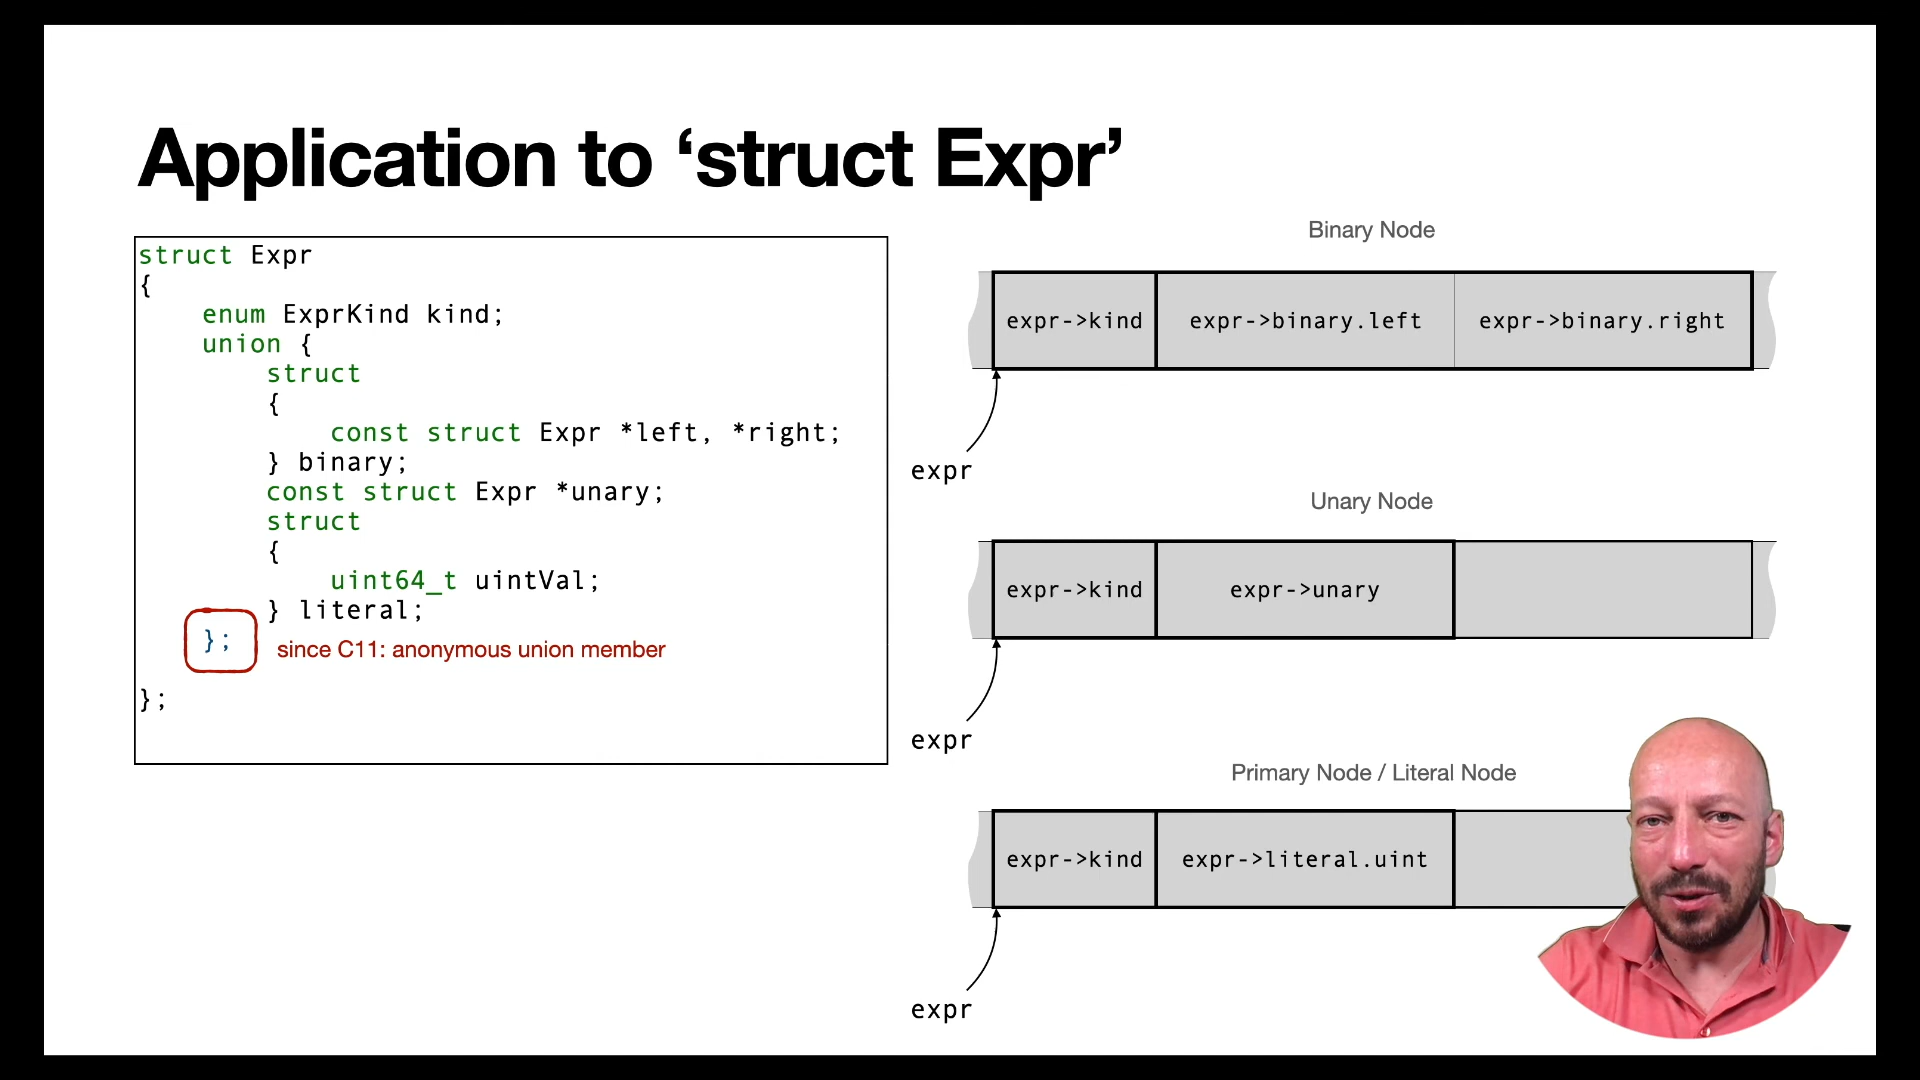 Application to ‘struct Expr’
struct Expr
{
enum ExprKind kind;
union {
struct
{
const struct Expr *left, *right;
} binary;
const struct Expr *unary;
struct
{
uint64_t uintVal;
} literal;
};
since C11: anonymous union member
};
Binary Node
expr->kind
expr->binary.left
expr->binary.right
expr
Unary Node
expr->kind
expr->unary
expr
Primary Node / Literal Node
expr->kind
expr->literal.uint
expr